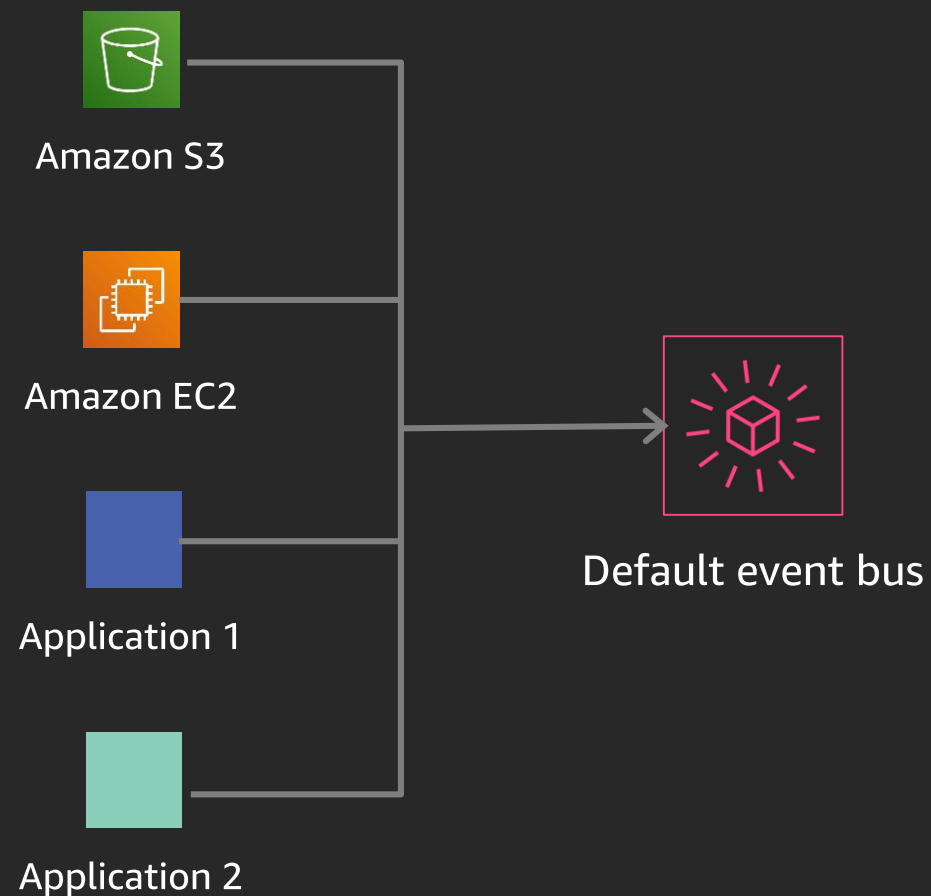 Amazon S3
Amazon EC2
Default event bus
Application 1
Application 2